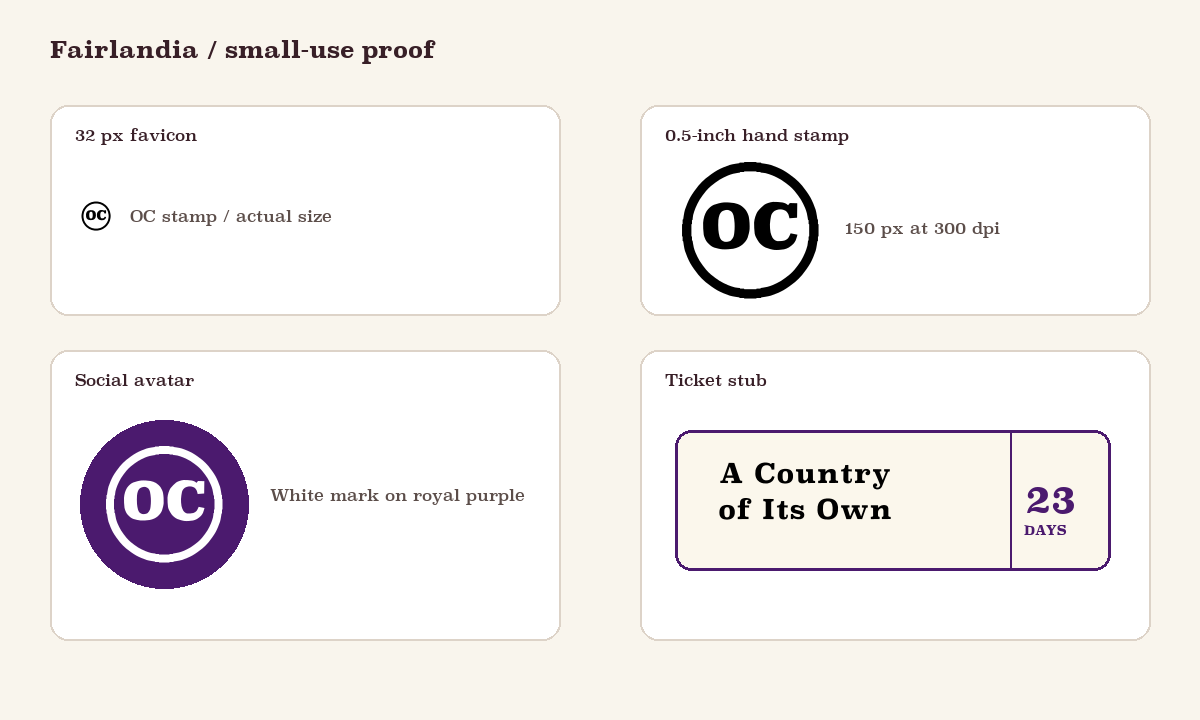 Fairlandia / small-use proof
32 px favicon
oc
OC stamp / actual size
0.5-inch hand stamp
oc
150 px at 300 dpi
Social avatar
oc
White mark on royal purple
Ticket stub
A Country
of Its Own
23
DAYS